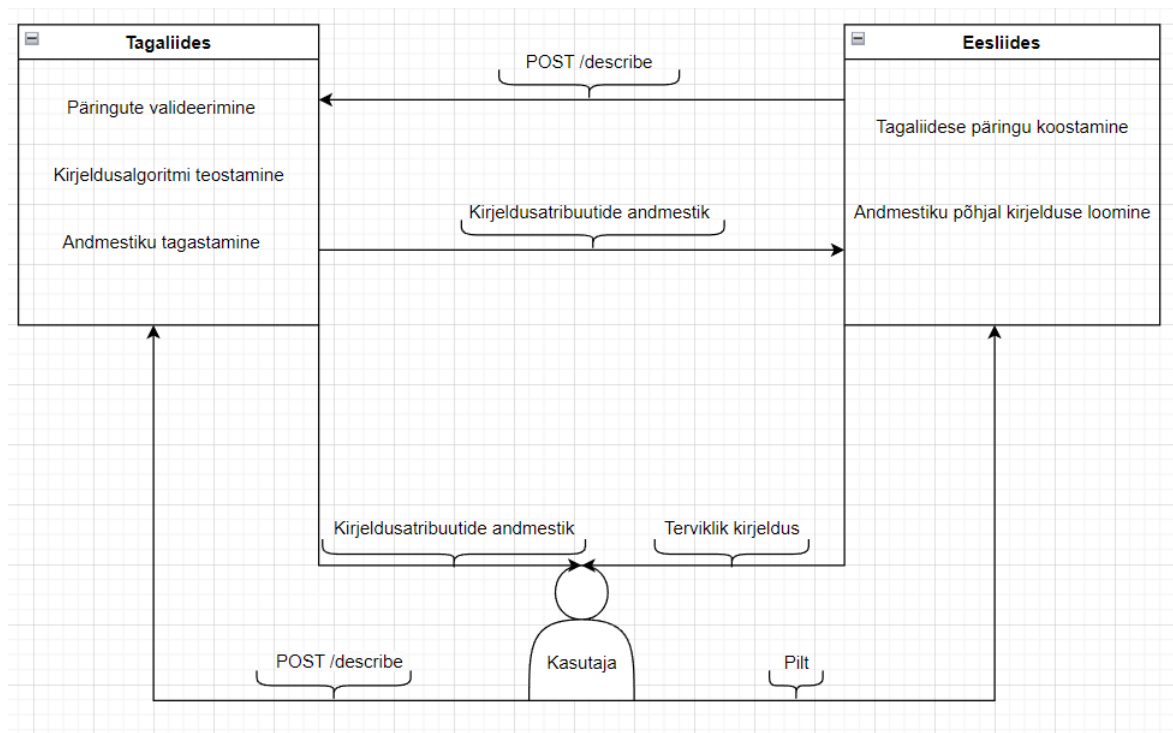 Tagaliides
Eesliides
POST /describe
Päringute valideerimine
Tagaliidese päringu koostamine
Kirjeldusalgoritmi teostamine
Kirjeldusatribuutide andmestik
Andmestiku põhjal kirjelduse loomine
Andmestiku tagastamine
Kirjeldusatribuutide andmestik
Terviklik kirjeldus
POST /describe
Kasutaja
Pilt